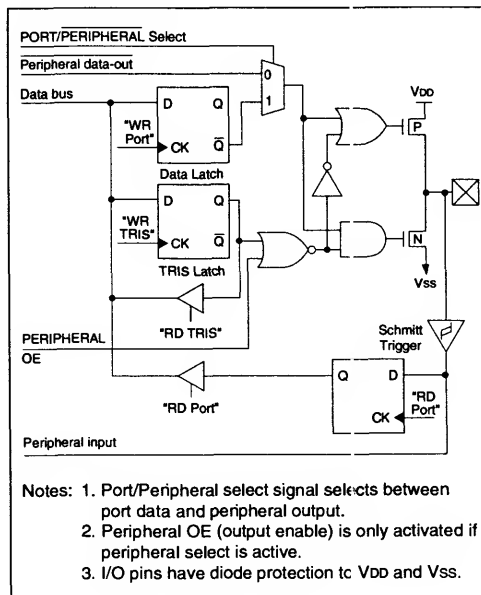 PORT/PERIPHERAL Select
Peripheral data-out
Data bus
0
1
VDD
D Q
"WR
Port"
CK Q
Data Latch
P
D Q
"WR
TRIS"
CK Q
TRIS Latch
N
Vss
"RD TRIS"
Schmitt
Trigger
PERIPHERAL
OE
Q D
"RD
Port"
CK
"RD Port"
Peripheral input
Notes: 1. Port/Peripheral select signal selects between
port data and peripheral output.
2. Peripheral OE (output enable) is only activated if
peripheral select is active.
3. I/O pins have diode protection to VDD and Vss.